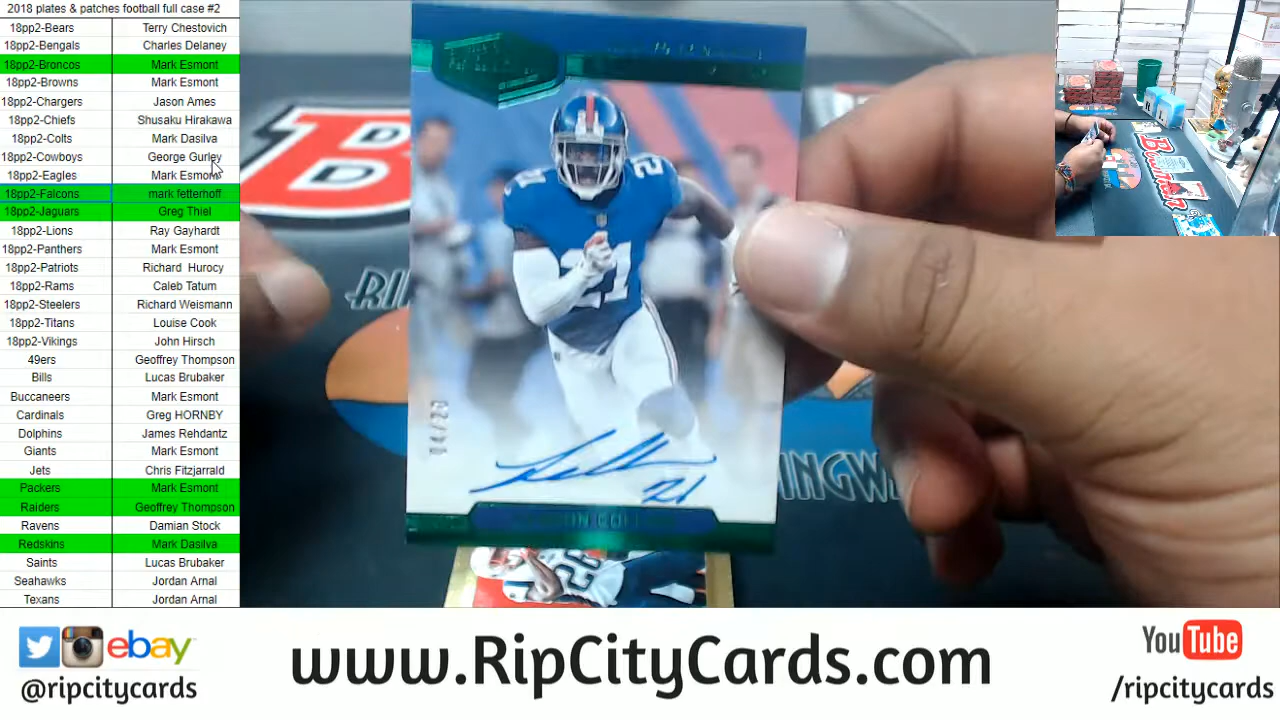 2018 plates & patches football full case #2
18pp2-Bears Terry Chestovich
18pp2-Bengals Charles Delaney
18pp2-Broncos Mark Esmont
18pp2-Browns Mark Esmont
18pp2-Chargers Jason Ames
18pp2-Chiefs Shusaku Hirakawa
18pp2-Colts Mark Dasilva
18pp2-Cowboys George Gurley
18pp2-Eagles Mark Esmont
18pp2-Falcons mark fetterhoff
18pp2-Jaguars Greg Thiel
18pp2-Lions Ray Gayhardt
18pp2-Panthers Mark Esmont
18pp2-Patriots Richard Hurocy
18pp2-Rams Caleb Tatum
18pp2-Steelers Richard Weismann
18pp2-Titans Louise Cook
18pp2-Vikings John Hirsch
49ers Geoffrey Thompson
Bills Lucas Brubaker
Buccaneers Mark Esmont
Cardinals Greg HORNBY
Dolphins James Rehdantz
Giants Mark Esmont
Jets Chris Fitzjarrald
Packers Mark Esmont
Raiders Geoffrey Thompson
Ravens Damian Stock
Redskins Mark Dasilva
Saints Lucas Brubaker
Seahawks Jordan Arnal
Texans Jordan Arnal
B
21
21
21
ebay
@ripcitycards
www.RipCityCards.com
YouTube
/ripcitycards